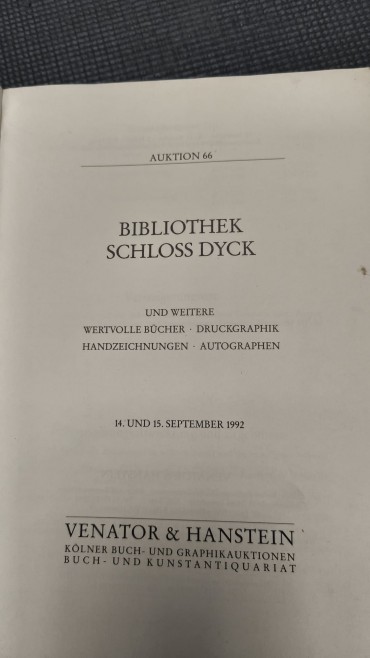 AUKTION 66
BIBLIOTHEK
SCHLOSS DYCK
UND WEITERE
WERTVOLLE BÜCHER · DRUCKGRAPHIK
HANDZEICHNUNGEN · AUTOGRAPHEN
14. UND 15. SEPTEMBER 1992
VENATOR & HANSTEIN
KÖLNER BUCH- UND GRAPHIKAUKTIONEN
BUCH- UND KUNSTANTIQUARIAT